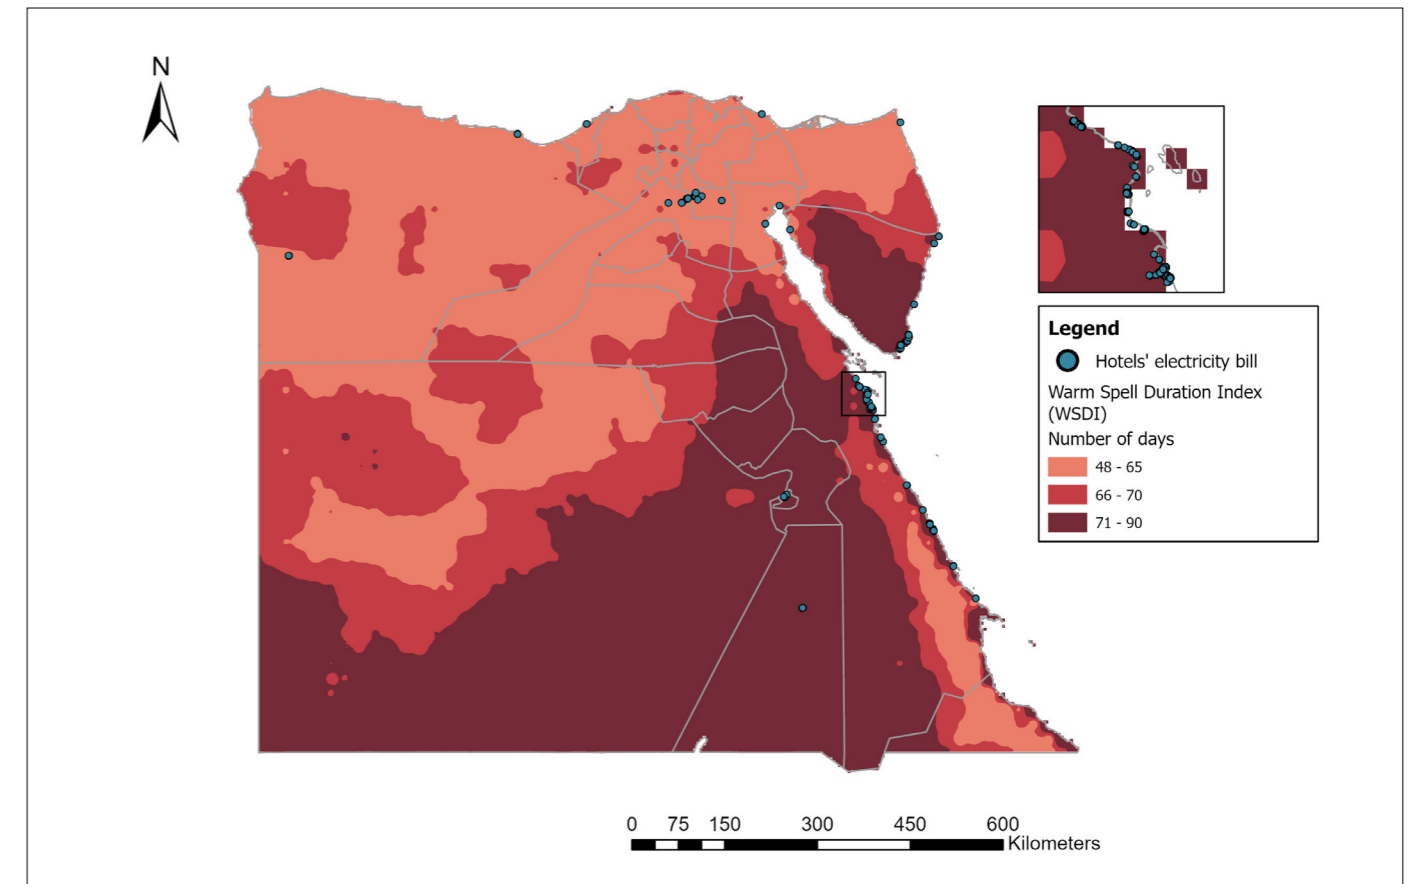 N
Legend
Hotels' electricity bill
Warm Spell Duration Index
(WSDI)
Number of days
48 - 65
66 - 70
71 - 90
0 75 150 300 450 600
Kilometers